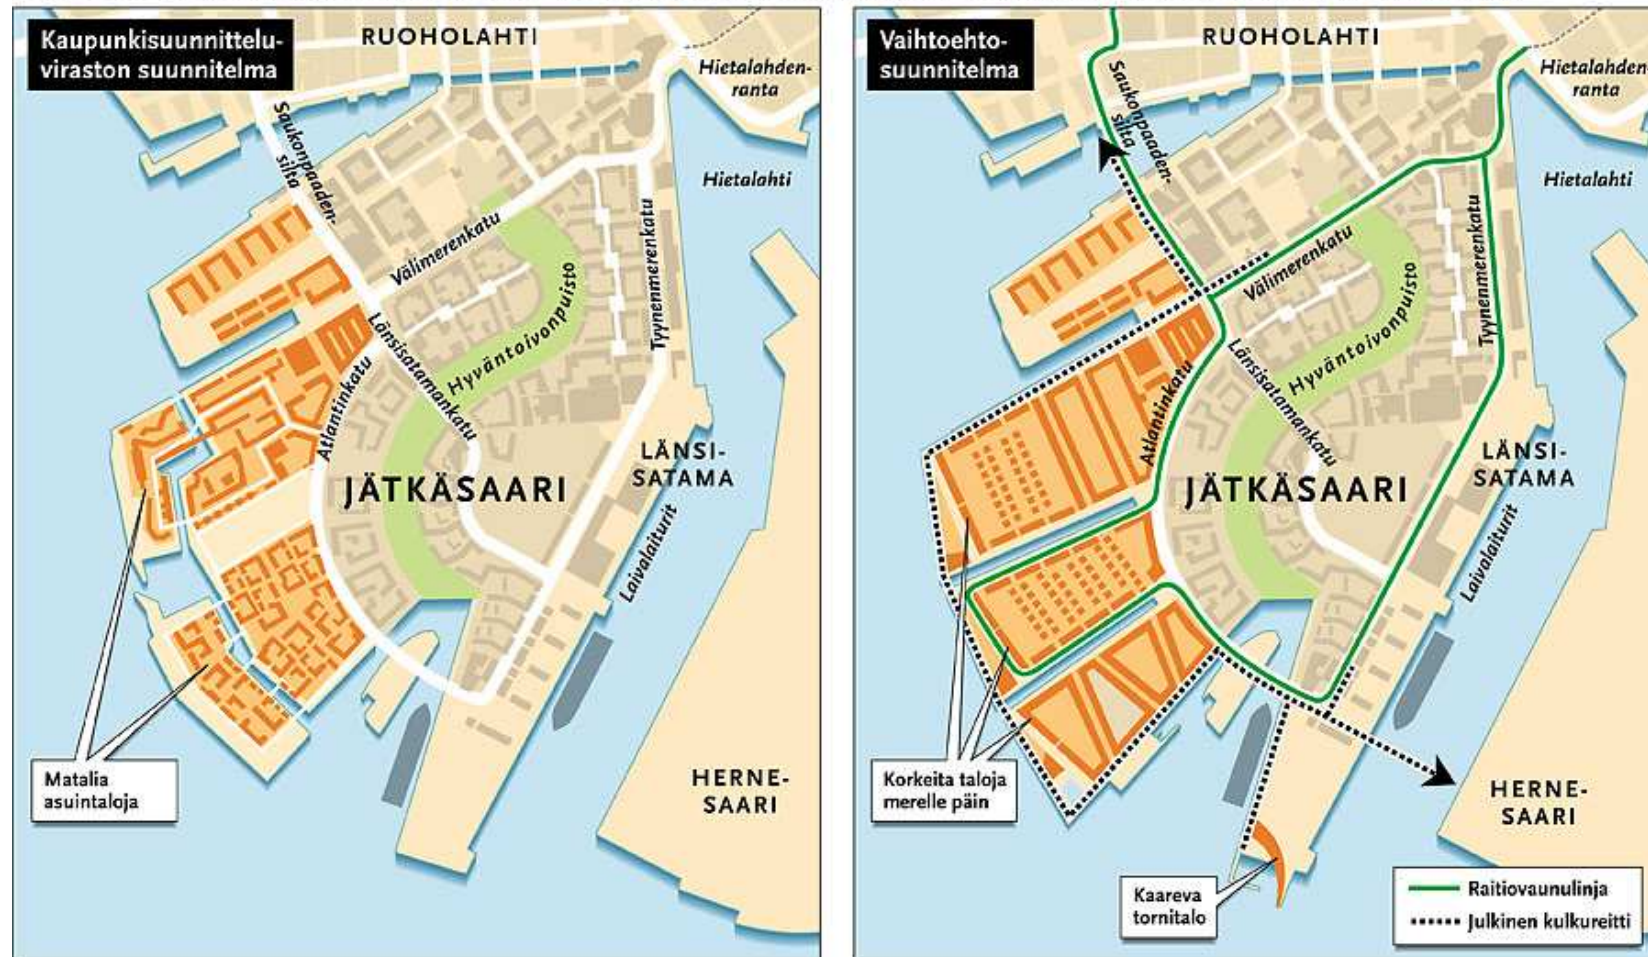 Kaupunkisuunnittelu-
viraston suunnitelma
RUOHOLAHTI
Hietalahden-
ranta
Saukonpaaden-
silta
Hietalahti
Välimerenkatu
Tyynenmerenkatu
Hyväntoivonpuisto
Länsisatamankatu
Atlantinkatu
LÄNSI-
SATAMA
JÄTKÄSAARI
Laivalaiturit
Matalia
asuintaloja
HERNE-
SAARI
Vaihtoehto-
suunnitelma
RUOHOLAHTI
Hietalahden-
ranta
Saukonpaaden-
silta
Hietalahti
Välimerenkatu
Tyynenmerenkatu
Hyväntoivonpuisto
Länsisatamankatu
Atlantinkatu
LÄNSI-
SATAMA
JÄTKÄSAARI
Laivalaiturit
Korkeita taloja
merelle päin
HERNE-
SAARI
Kaareva
tornitalo
Raitiovaunulinja
Julkinen kulkureitti